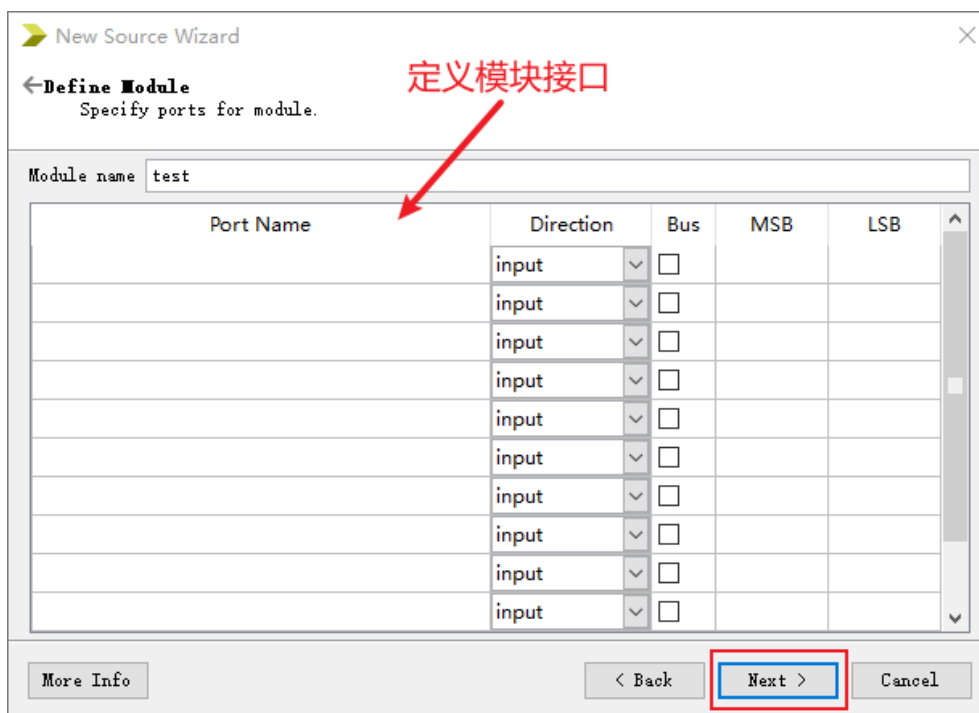 New Source Wizard
定义模块接口
Define Module
Specify ports for module.
Module name test
Port Name Direction Bus MSB LSB
input
input
input
input
input
input
input
input
input
input
More Info < Back Next > Cancel